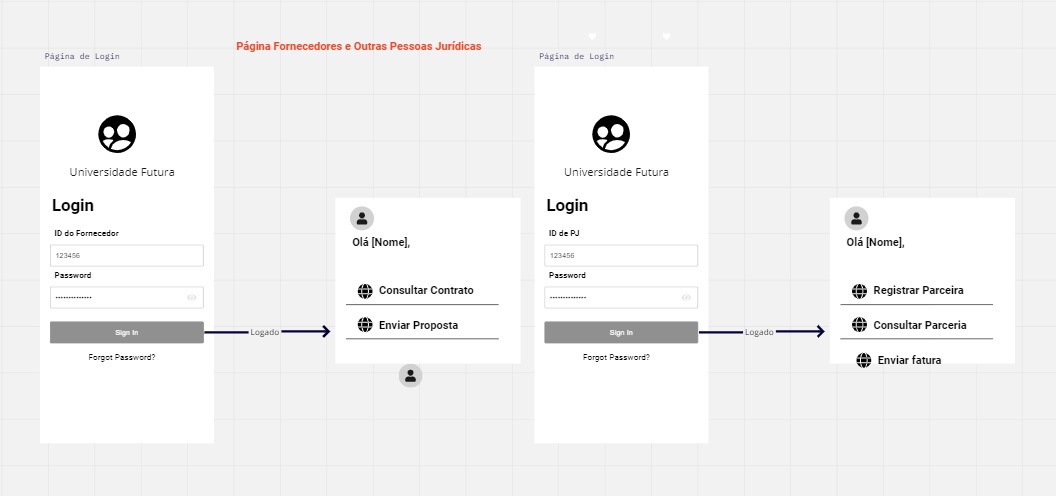 Página Fornecedores e Outras Pessoas Jurídicas
Página de Login
Universidade Futura
Login
ID do Fornecedor
123456
Password
Sign In
Forgot Password?
Logado
Olá [Nome],
Consultar Contrato
Enviar Proposta
Página de Login
Universidade Futura
Login
ID de PJ
123456
Password
Sign In
Forgot Password?
Logado
Olá [Nome],
Registrar Parceira
Consultar Parceria
Enviar fatura